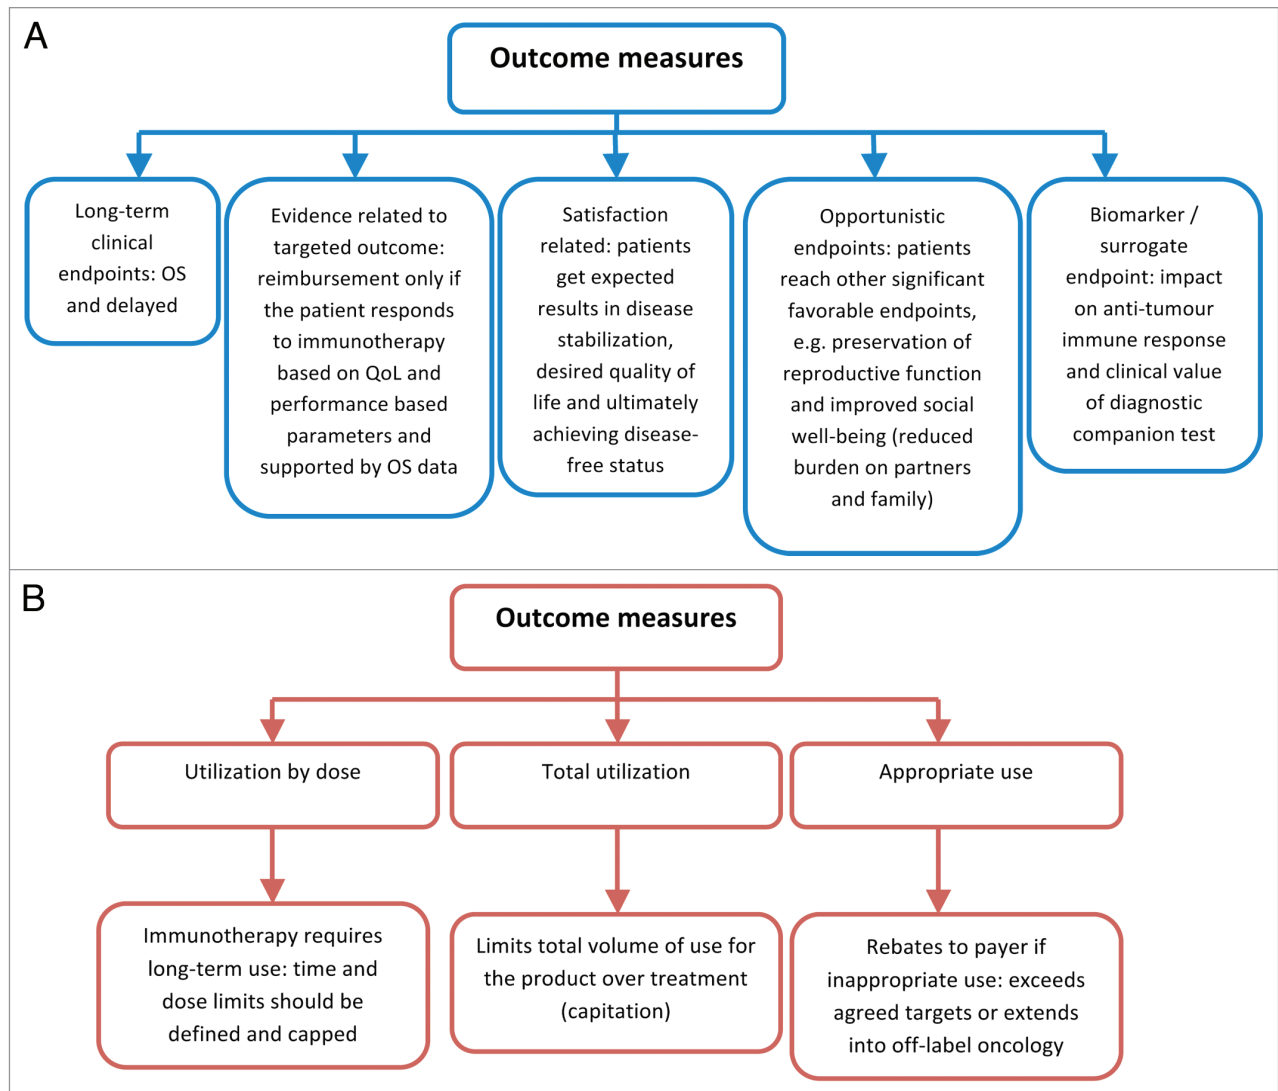 A
Outcome measures
Long-term
clinical
endpoints: OS
and delayed
Evidence related to
targeted outcome:
reimbursement only if
the patient responds
to immunotherapy
based on QoL and
performance based
parameters and
supported by OS data
Satisfaction
related: patients
get expected
results in disease
stabilization,
desired quality of
life and ultimately
achieving disease-
free status
Opportunistic
endpoints: patients
reach other significant
favorable endpoints,
e.g. preservation of
reproductive function
and improved social
well-being (reduced
burden on partners
and family)
Biomarker /
surrogate
endpoint: impact
on anti-tumour
immune response
and clinical value
of diagnostic
companion test
B
Outcome measures
Utilization by dose
Total utilization
Appropriate use
Immunotherapy requires
long-term use: time and
dose limits should be
defined and capped
Limits total volume of use for
the product over treatment
(capitation)
Rebates to payer if
inappropriate use: exceeds
agreed targets or extends
into off-label oncology